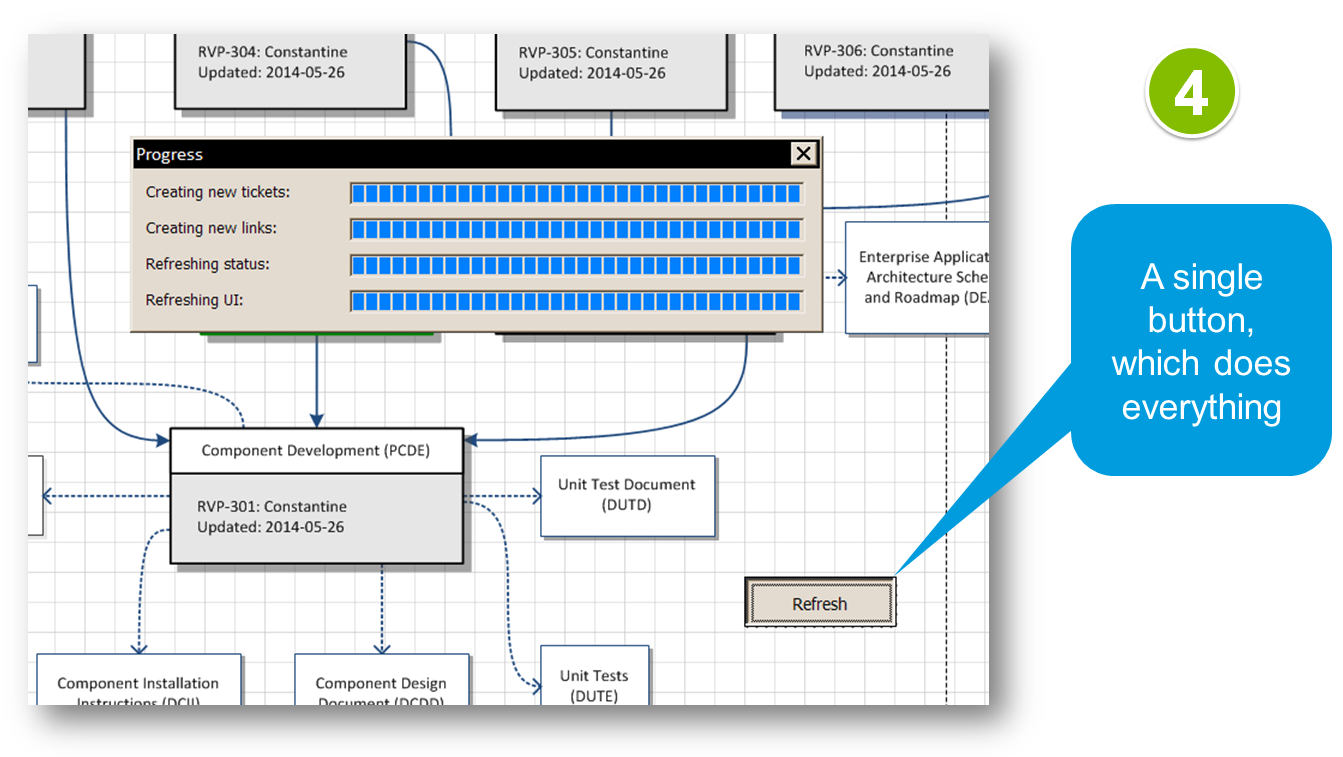 RVP-304: Constantine
Updated: 2014-05-26
RVP-305: Constantine
Updated: 2014-05-26
RVP-306: Constantine
Updated: 2014-05-26
4
Progress
Creating new tickets:
Creating new links:
Refreshing status:
Refreshing UI:
Enterprise Applicat
Architecture Sche
and Roadmap (DE
A single
button,
which does
everything
Component Development (PCDE)
RVP-301: Constantine
Updated: 2014-05-26
Unit Test Document
(DUTD)
Refresh
Component Installation
Instructions (DCII)
Component Design
Document (DCDD)
Unit Tests
(DUTE)